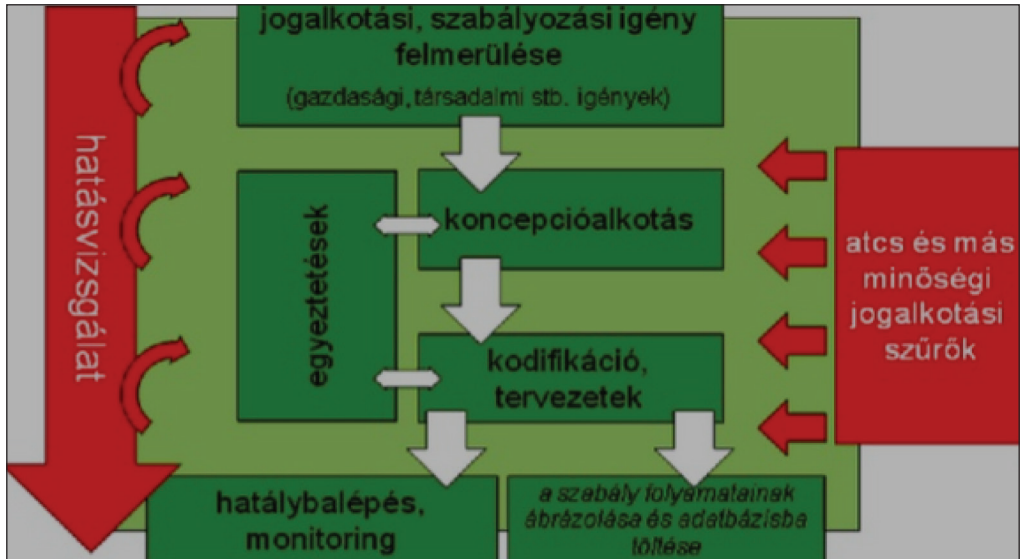 jogalkotási, szabályozási igény
felmerülése
(gazdasági, társadalmi stb. igények)
hatásvizsgálat
egyeztetések
koncepcióalkotás
atcs és más
minőségi
jogalkotási
szűrők
kodifikáció,
tervezetek
hatálybalépés,
monitoring
a szabály folyamatainak
ábrázolása és adatbázisba
töltése